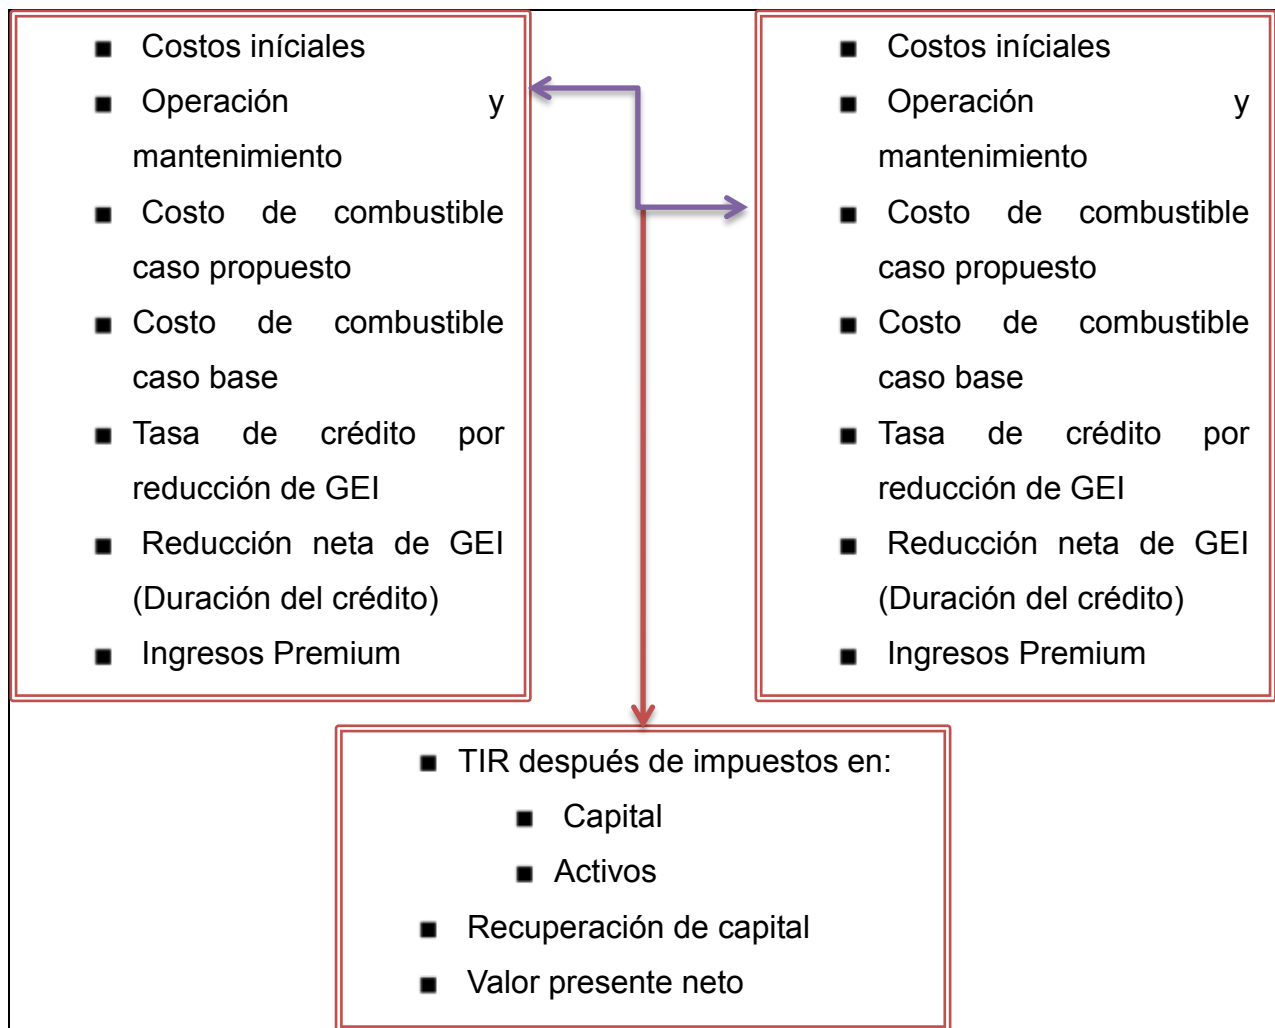 ■ Costos iníciales
■ Operación y
mantenimiento
■ Costo de combustible
caso propuesto
■ Costo de combustible
caso base
■ Tasa de crédito por
reducción de GEI
■ Reducción neta de GEI
(Duración del crédito)
■ Ingresos Premium
■ Costos iníciales
■ Operación y
mantenimiento
■ Costo de combustible
caso propuesto
■ Costo de combustible
caso base
■ Tasa de crédito por
reducción de GEI
■ Reducción neta de GEI
(Duración del crédito)
■ Ingresos Premium
■ TIR después de impuestos en:
■ Capital
■ Activos
■ Recuperación de capital
■ Valor presente neto